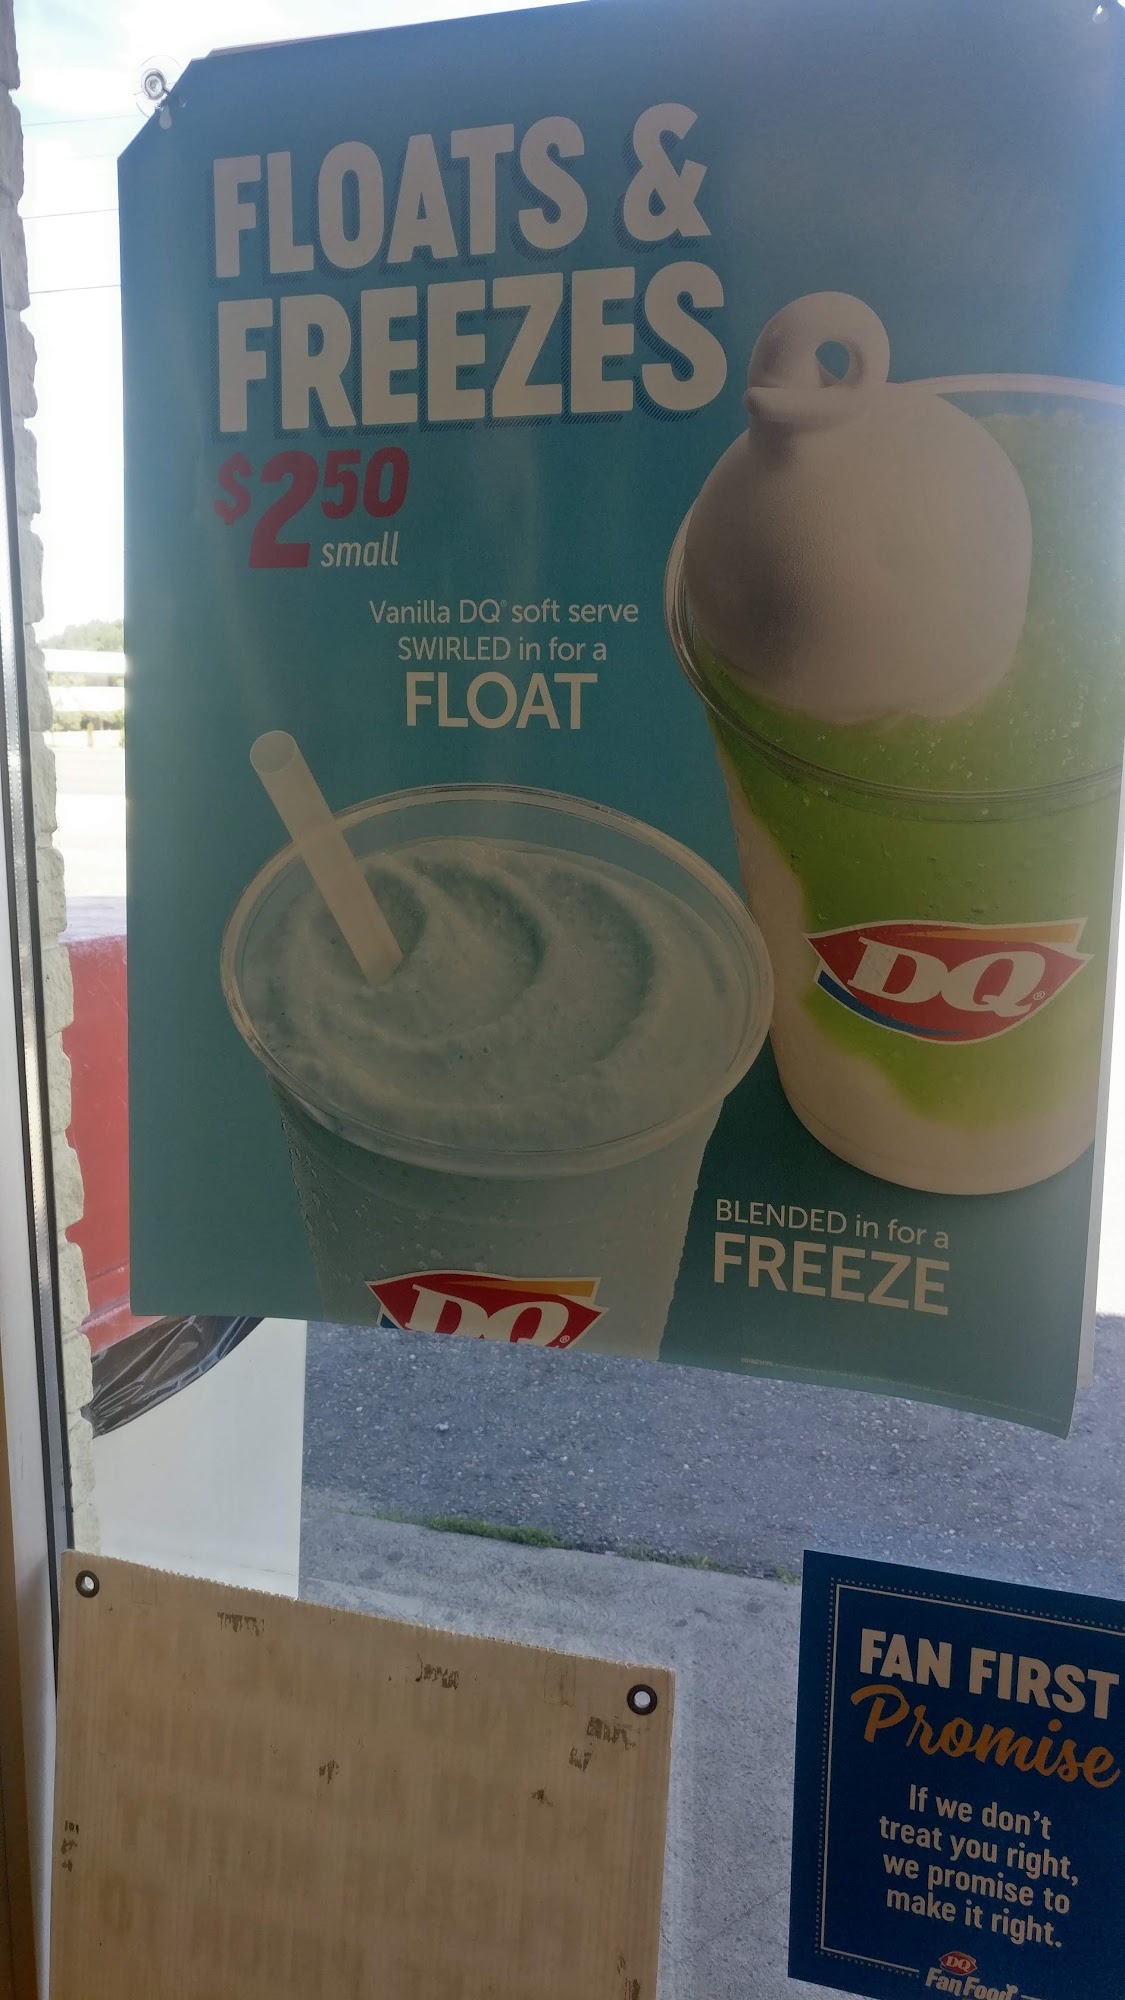 FLOATS &
FREEZES
$2.50
small
Vanilla DQ® soft serve
SWIRLED in for a
FLOAT
DQ®
BLENDED in for a
FREEZE
DQ®
FAN FIRST
Promise
If we don't
treat you right,
we promise to
make it right.
DQ
Fan Food